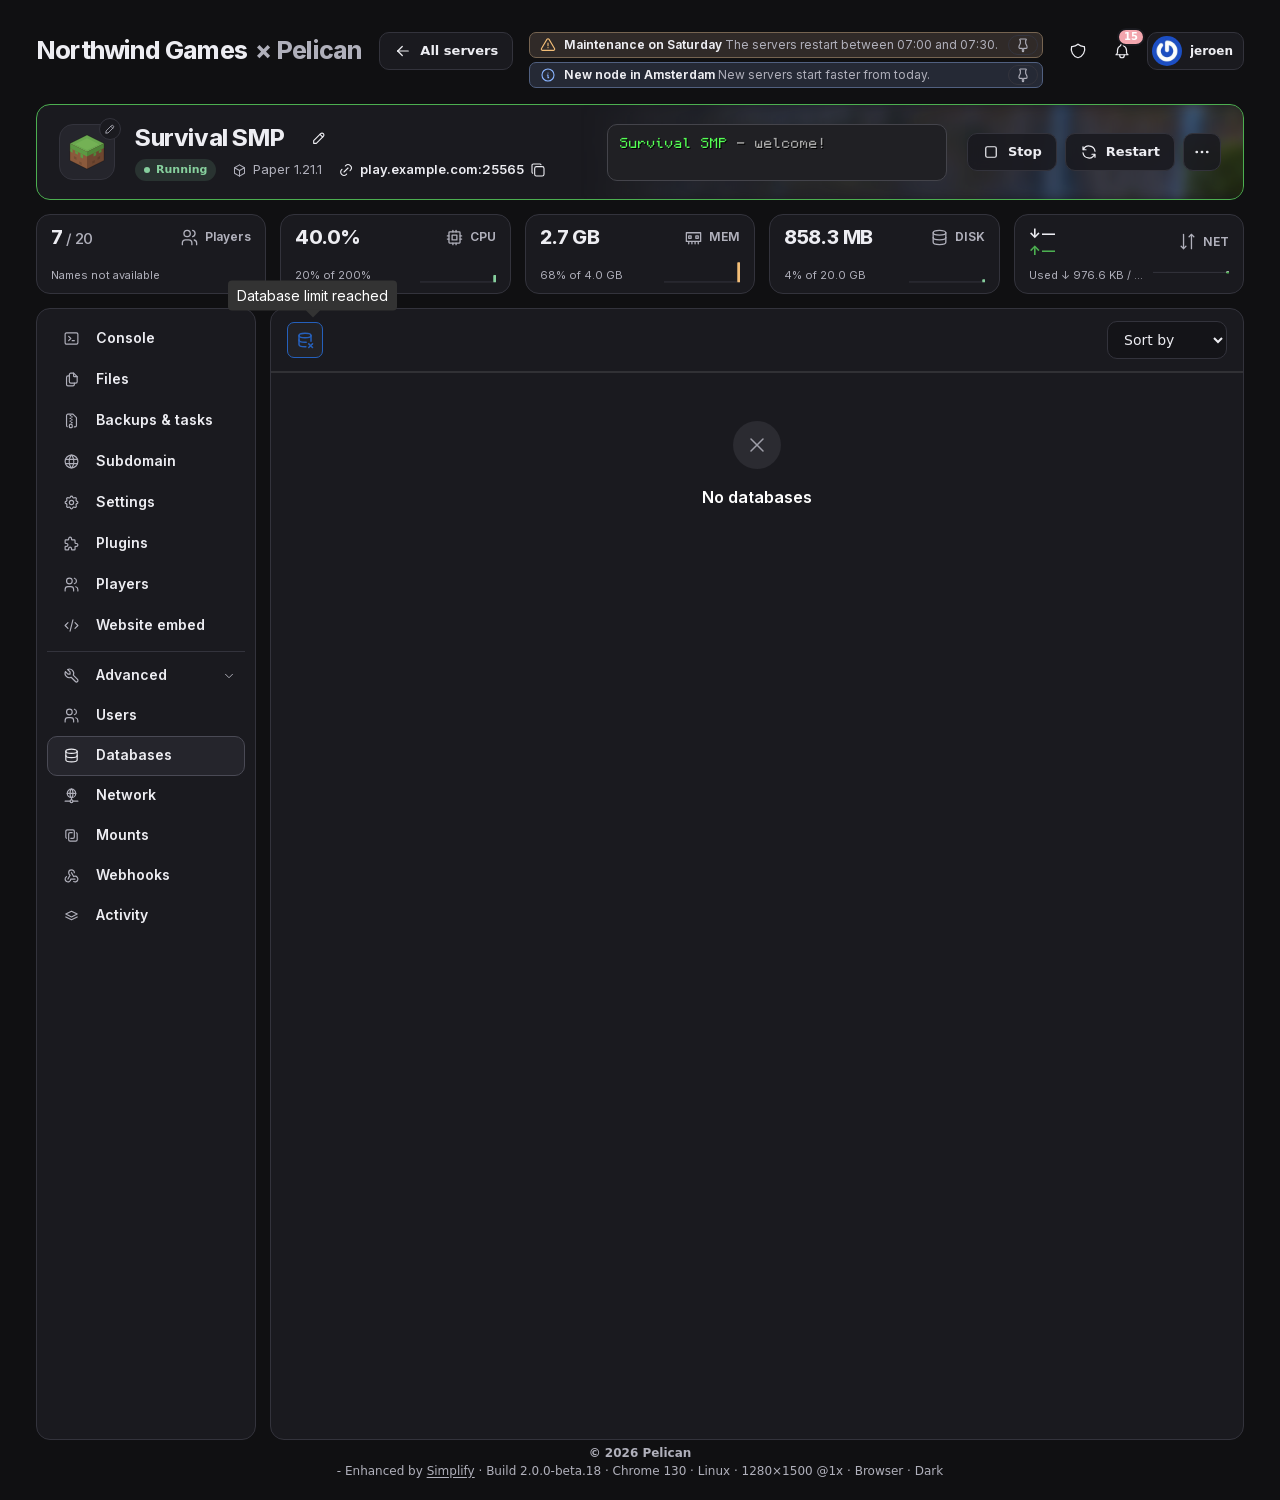 Northwind Games × Pelican
All servers
Maintenance on Saturday The servers restart between 07:00 and 07:30.
New node in Amsterdam New servers start faster from today.
15
jeroen
Survival SMP
Running
Paper 1.21.1
play.example.com:25565
Survival SMP - welcome!
Stop
Restart
7 / 20
Players
Names not available
40.0%
CPU
20% of 200%
2.7 GB
MEM
68% of 4.0 GB
858.3 MB
DISK
4% of 20.0 GB
↓—
↑—
NET
Used ↓ 976.6 KB / ...
Database limit reached
Console
Files
Backups & tasks
Subdomain
Settings
Plugins
Players
Website embed
Advanced
Users
Databases
Network
Mounts
Webhooks
Activity
Sort by
No databases
© 2026 Pelican
- Enhanced by Simplify · Build 2.0.0-beta.18 · Chrome 130 · Linux · 1280×1500 @1x · Browser · Dark